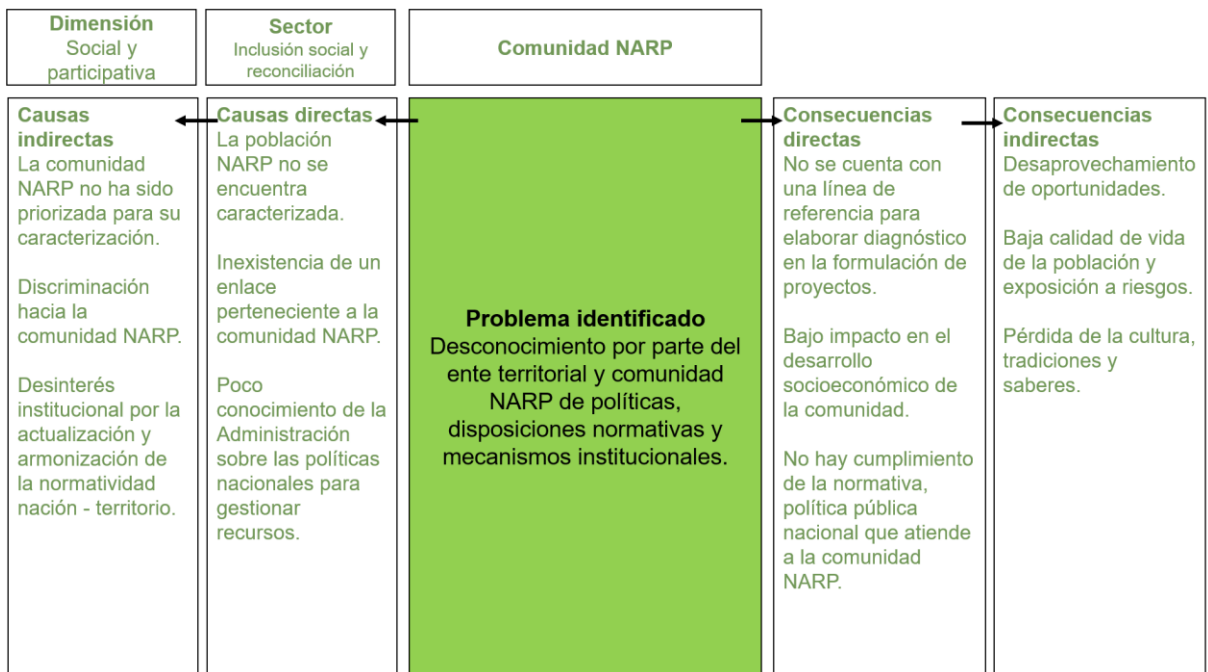 Dimensión
Social y
participativa
Sector
Inclusión social y
reconciliación
Comunidad NARP
Causas
indirectas
La comunidad
NARP no ha sido
priorizada para su
caracterización.
Discriminación
hacia la
comunidad NARP.
Desinterés
institucional por la
actualización y
armonización de
la normatividad
nación - territorio.
Causas directas
La población
NARP no se
encuentra
caracterizada.
Inexistencia de un
enlace
perteneciente a la
comunidad NARP.
Poco
conocimiento de la
Administración
sobre las políticas
nacionales para
gestionar
recursos.
Problema identificado
Desconocimiento por parte del
ente territorial y comunidad
NARP de políticas,
disposiciones normativas y
mecanismos institucionales.
Consecuencias
directas
No se cuenta con
una línea de
referencia para
elaborar diagnóstico
en la formulación de
proyectos.
Bajo impacto en el
desarrollo
socioeconómico de
la comunidad.
No hay cumplimiento
de la normativa,
política pública
nacional que atiende
a la comunidad
NARP.
Consecuencias
indirectas
Desaprovechamiento
de oportunidades.
Baja calidad de vida
de la población y
exposición a riesgos.
Pérdida de la cultura,
tradiciones y
saberes.